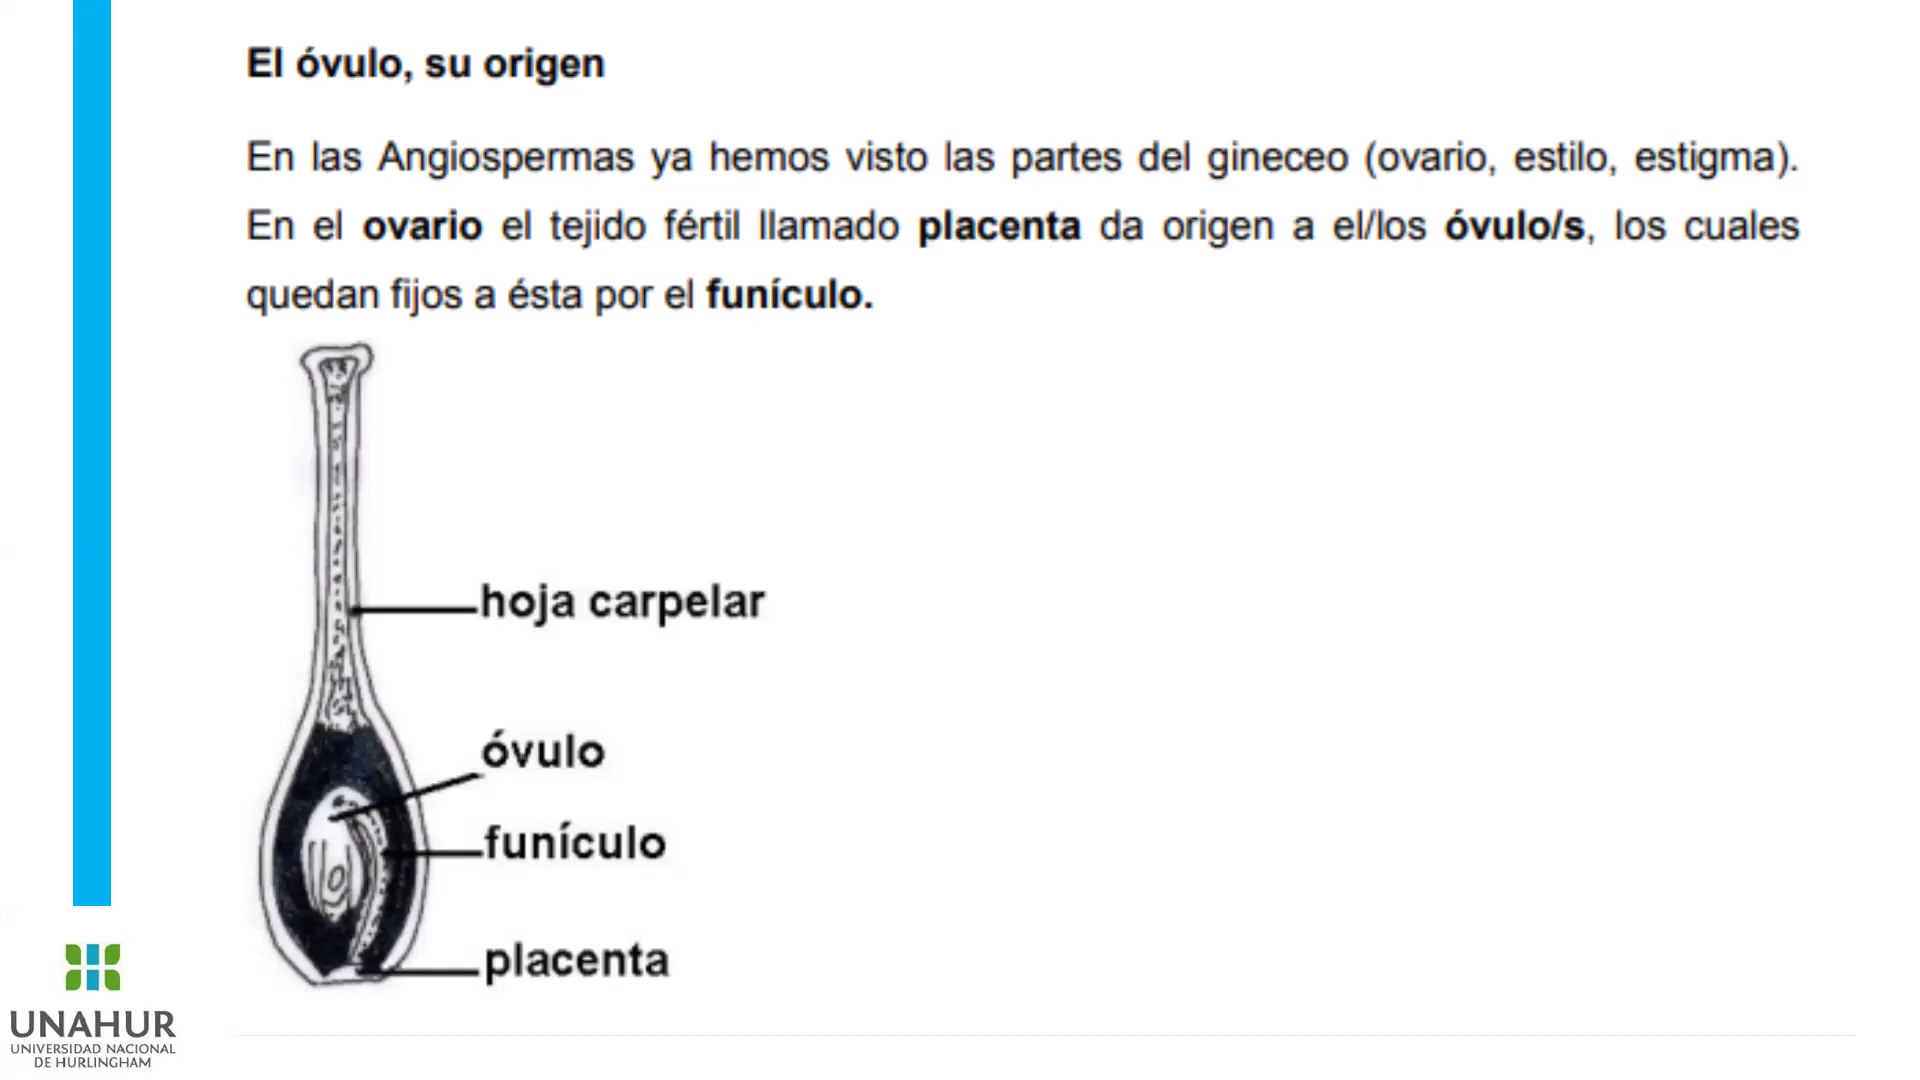 El óvulo, su origen
En las Angiospermas ya hemos visto las partes del gineceo (ovario, estilo, estigma).
En el ovario el tejido fértil llamado placenta da origen a el/los óvulo/s, los cuales
quedan fijos a ésta por el funículo.
hoja carpelar
óvulo
funículo
placenta
UNAHUR
UNIVERSIDAD NACIONAL
DE HURLINGHAM